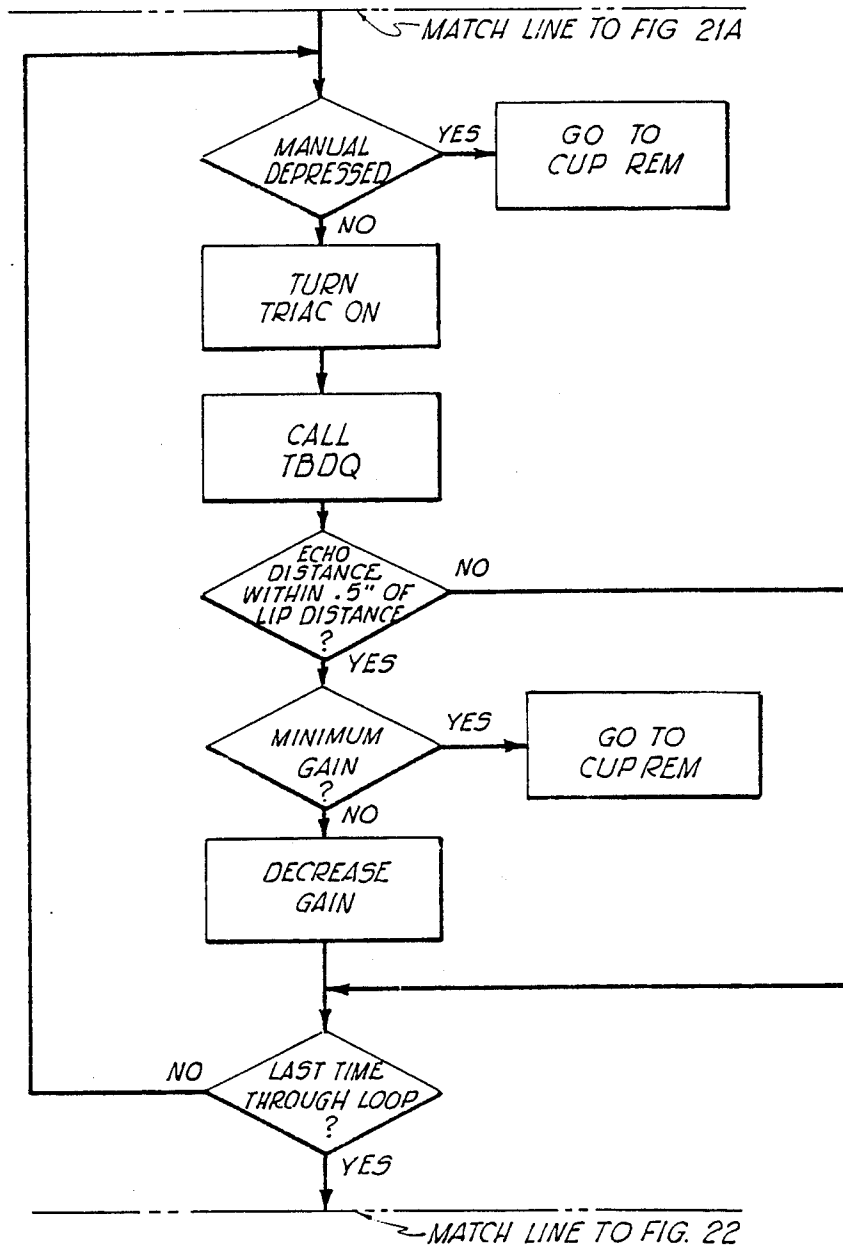 MATCH LINE TO FIG 21A
MANUAL
DEPRESSED
YES
GO TO
CUP REM
NO
TURN
TRIAC ON
CALL
TBDQ
ECHO
DISTANCE
WITHIN .5" OF
LIP DISTANCE
?
NO
YES
MINIMUM
GAIN
?
YES
GO TO
CUP REM
NO
DECREASE
GAIN
NO
LAST TIME
THROUGH LOOP
?
YES
MATCH LINE TO FIG. 22